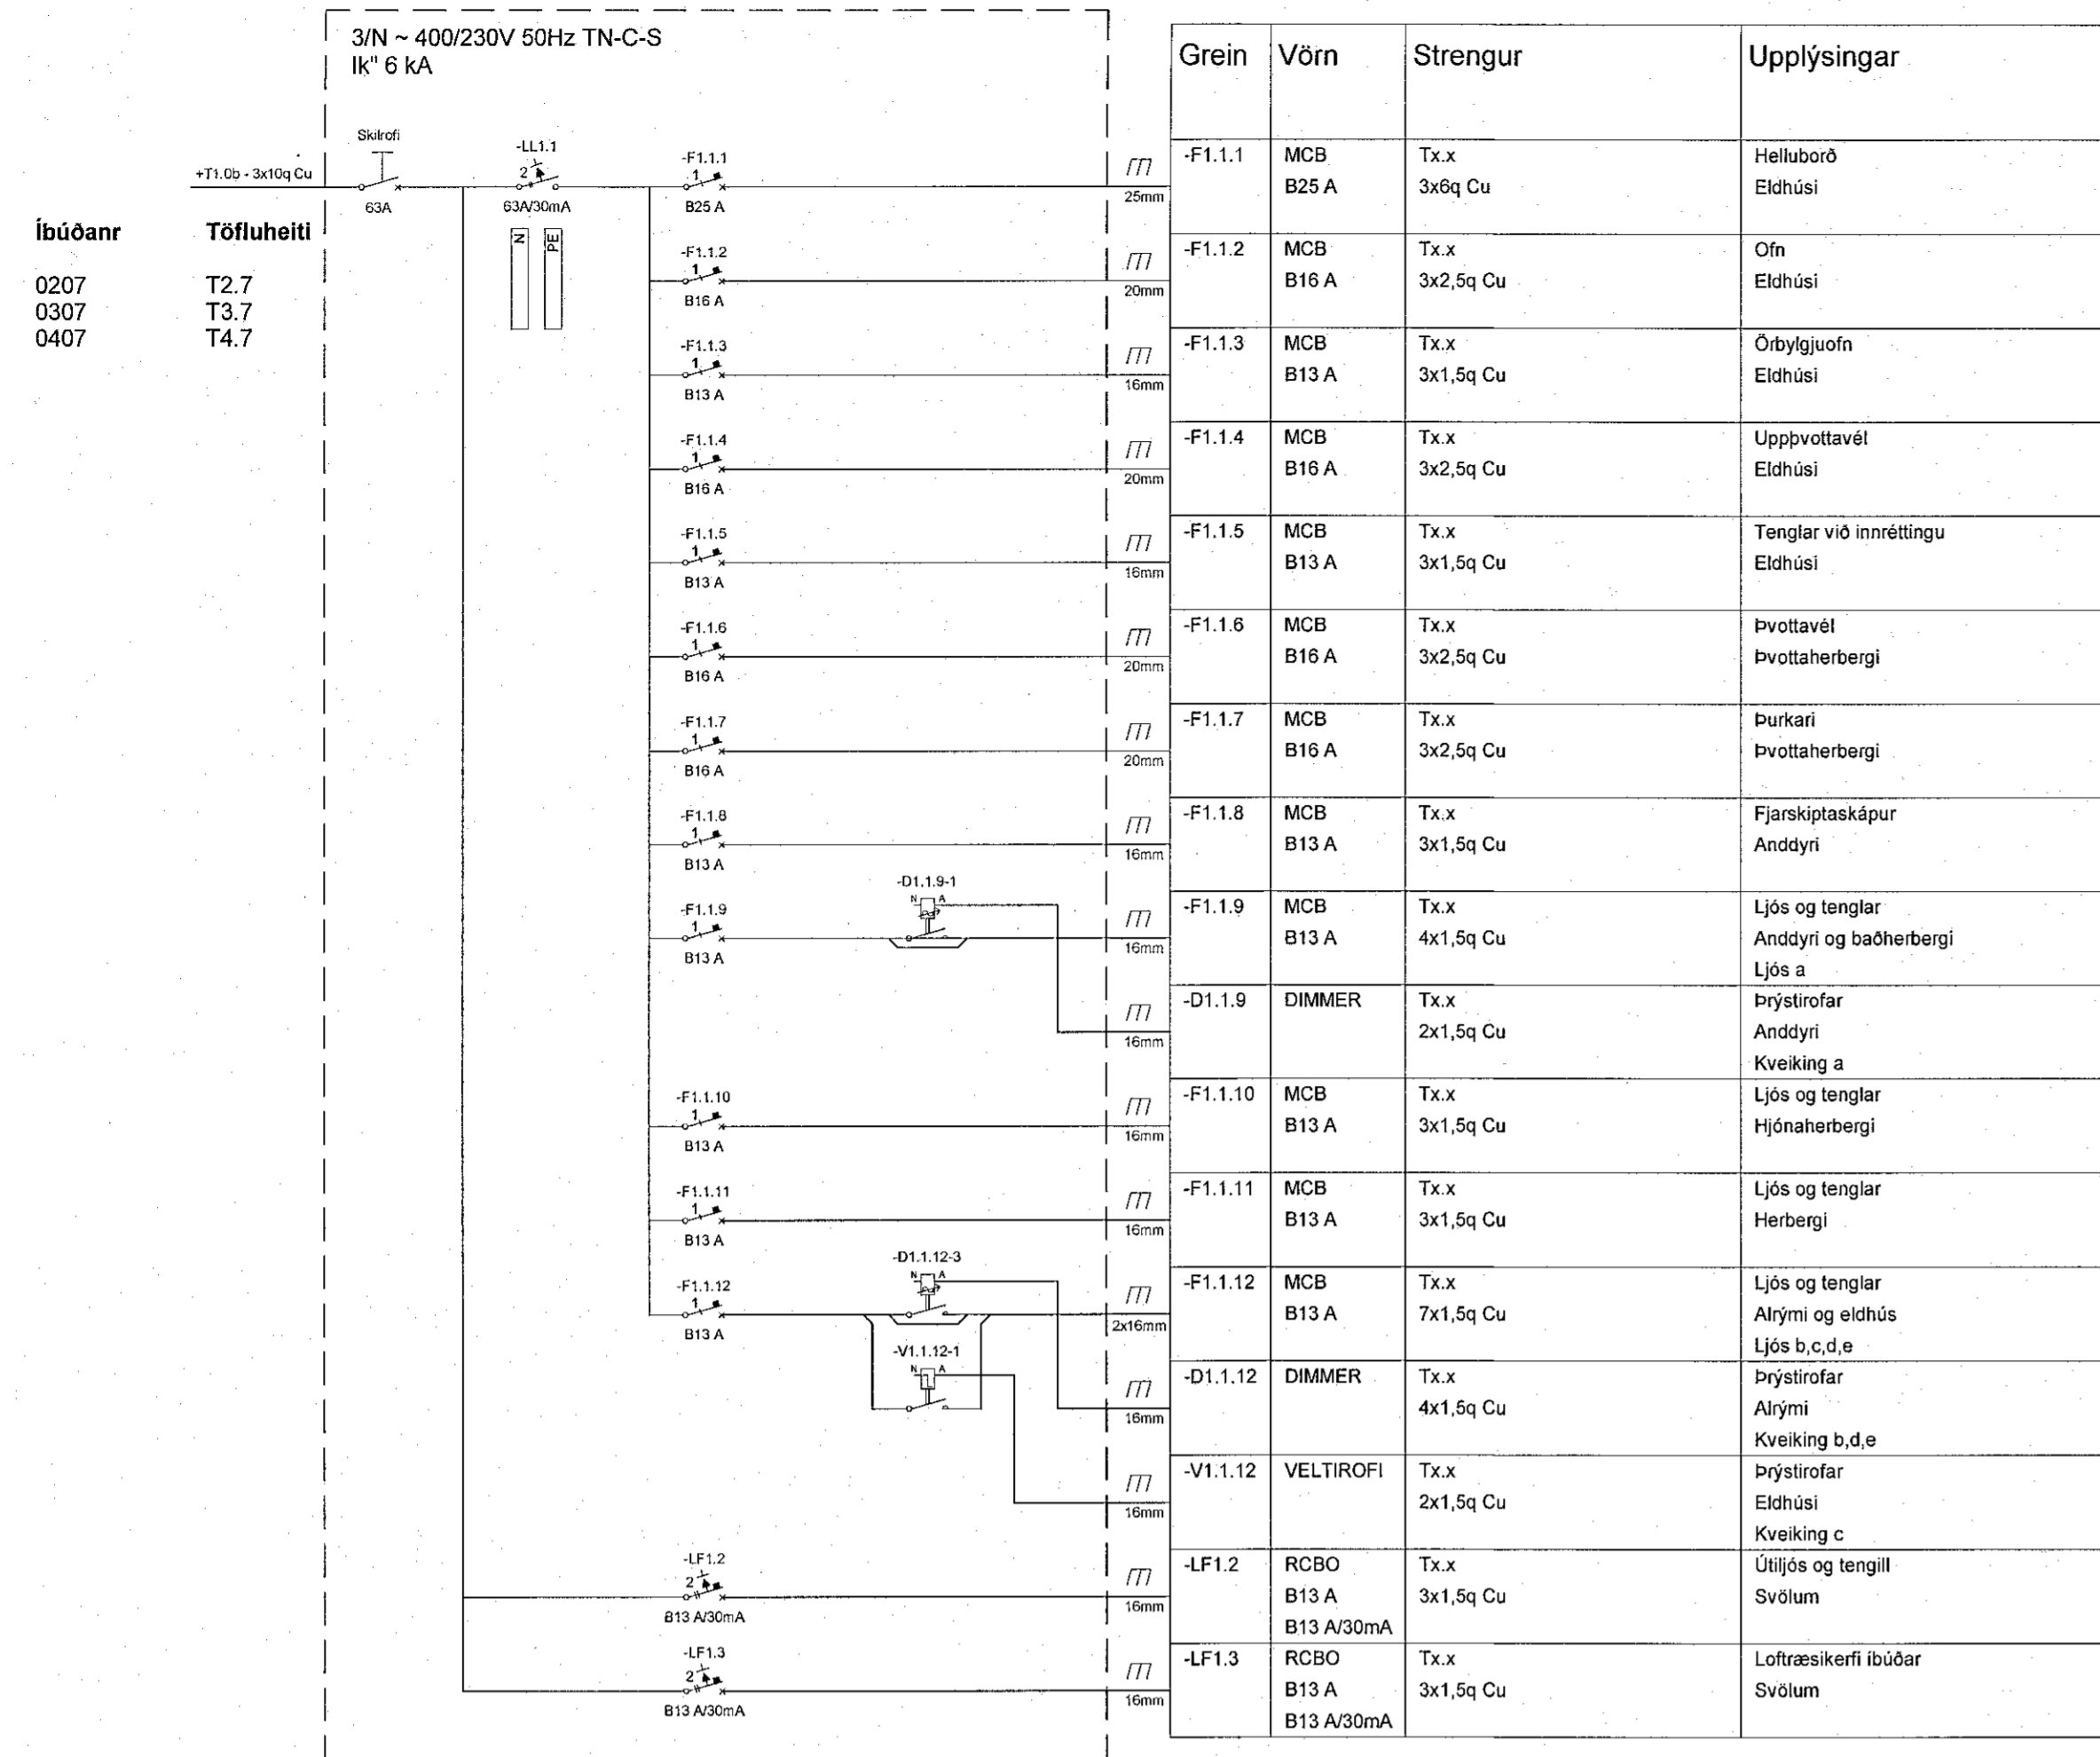 3/N ~ 400/230V 50Hz TN-C-S
Ik" 6 kA
Skilrofi
+T1.0b - 3x10q Cu
63A
-LL1.1
2
63A/30mA
N
PE
Íbúðanr Töfluheiti
0207 T2.7
0307 T3.7
0407 T4.7
-F1.1.1
1
B25 A
25mm
-F1.1.2
1
B16 A
20mm
-F1.1.3
1
B13 A
16mm
-F1.1.4
1
B16 A
20mm
-F1.1.5
1
B13 A
16mm
-F1.1.6
1
B16 A
20mm
-F1.1.7
1
B16 A
20mm
-F1.1.8
1
B13 A
16mm
-F1.1.9
1
B13 A
-D1.1.9-1
N A
16mm
16mm
-F1.1.10
1
B13 A
16mm
-F1.1.11
1
B13 A
16mm
-F1.1.12
1
B13 A
-D1.1.12-3
N A
2x16mm
-V1.1.12-1
N A
16mm
16mm
-LF1.2
2
B13 A/30mA
16mm
-LF1.3
2
B13 A/30mA
16mm
Grein Vörn Strengur Upplýsingar
-F1.1.1 MCB Tx.x Helluborð
B25 A 3x6q Cu Eldhúsi
-F1.1.2 MCB Tx.x Ofn
B16 A 3x2,5q Cu Eldhúsi
-F1.1.3 MCB Tx.x Örbylgjuofn
B13 A 3x1,5q Cu Eldhúsi
-F1.1.4 MCB Tx.x Uppþvottavél
B16 A 3x2,5q Cu Eldhúsi
-F1.1.5 MCB Tx.x Tenglar við innréttingu
B13 A 3x1,5q Cu Eldhúsi
-F1.1.6 MCB Tx.x Þvottavél
B16 A 3x2,5q Cu Þvottaherbergi
-F1.1.7 MCB Tx.x Þurkari
B16 A 3x2,5q Cu Þvottaherbergi
-F1.1.8 MCB Tx.x Fjarskiptaskápur
B13 A 3x1,5q Cu Anddyri
-F1.1.9 MCB Tx.x Ljós og tenglar
B13 A 4x1,5q Cu Anddyri og baðherbergi
Ljós a
-D1.1.9 DIMMER Tx.x Þrýstirofar
2x1,5q Cu Anddyri
Kveiking a
-F1.1.10 MCB Tx.x Ljós og tenglar
B13 A 3x1,5q Cu Hjónaherbergi
-F1.1.11 MCB Tx.x Ljós og tenglar
B13 A 3x1,5q Cu Herbergi
-F1.1.12 MCB Tx.x Ljós og tenglar
B13 A 7x1,5q Cu Alrými og eldhús
Ljós b,c,d,e
-D1.1.12 DIMMER Tx.x Þrýstirofar
4x1,5q Cu Alrými
Kveiking b,d,e
-V1.1.12 VELTIROFI Tx.x Þrýstirofar
2x1,5q Cu Eldhúsi
Kveiking c
-LF1.2 RCBO Tx.x Útiljós og tengill
B13 A 3x1,5q Cu Svölum
B13 A/30mA
-LF1.3 RCBO Tx.x Loftræsikerfi íbúðar
B13 A 3x1,5q Cu Svölum
B13 A/30mA